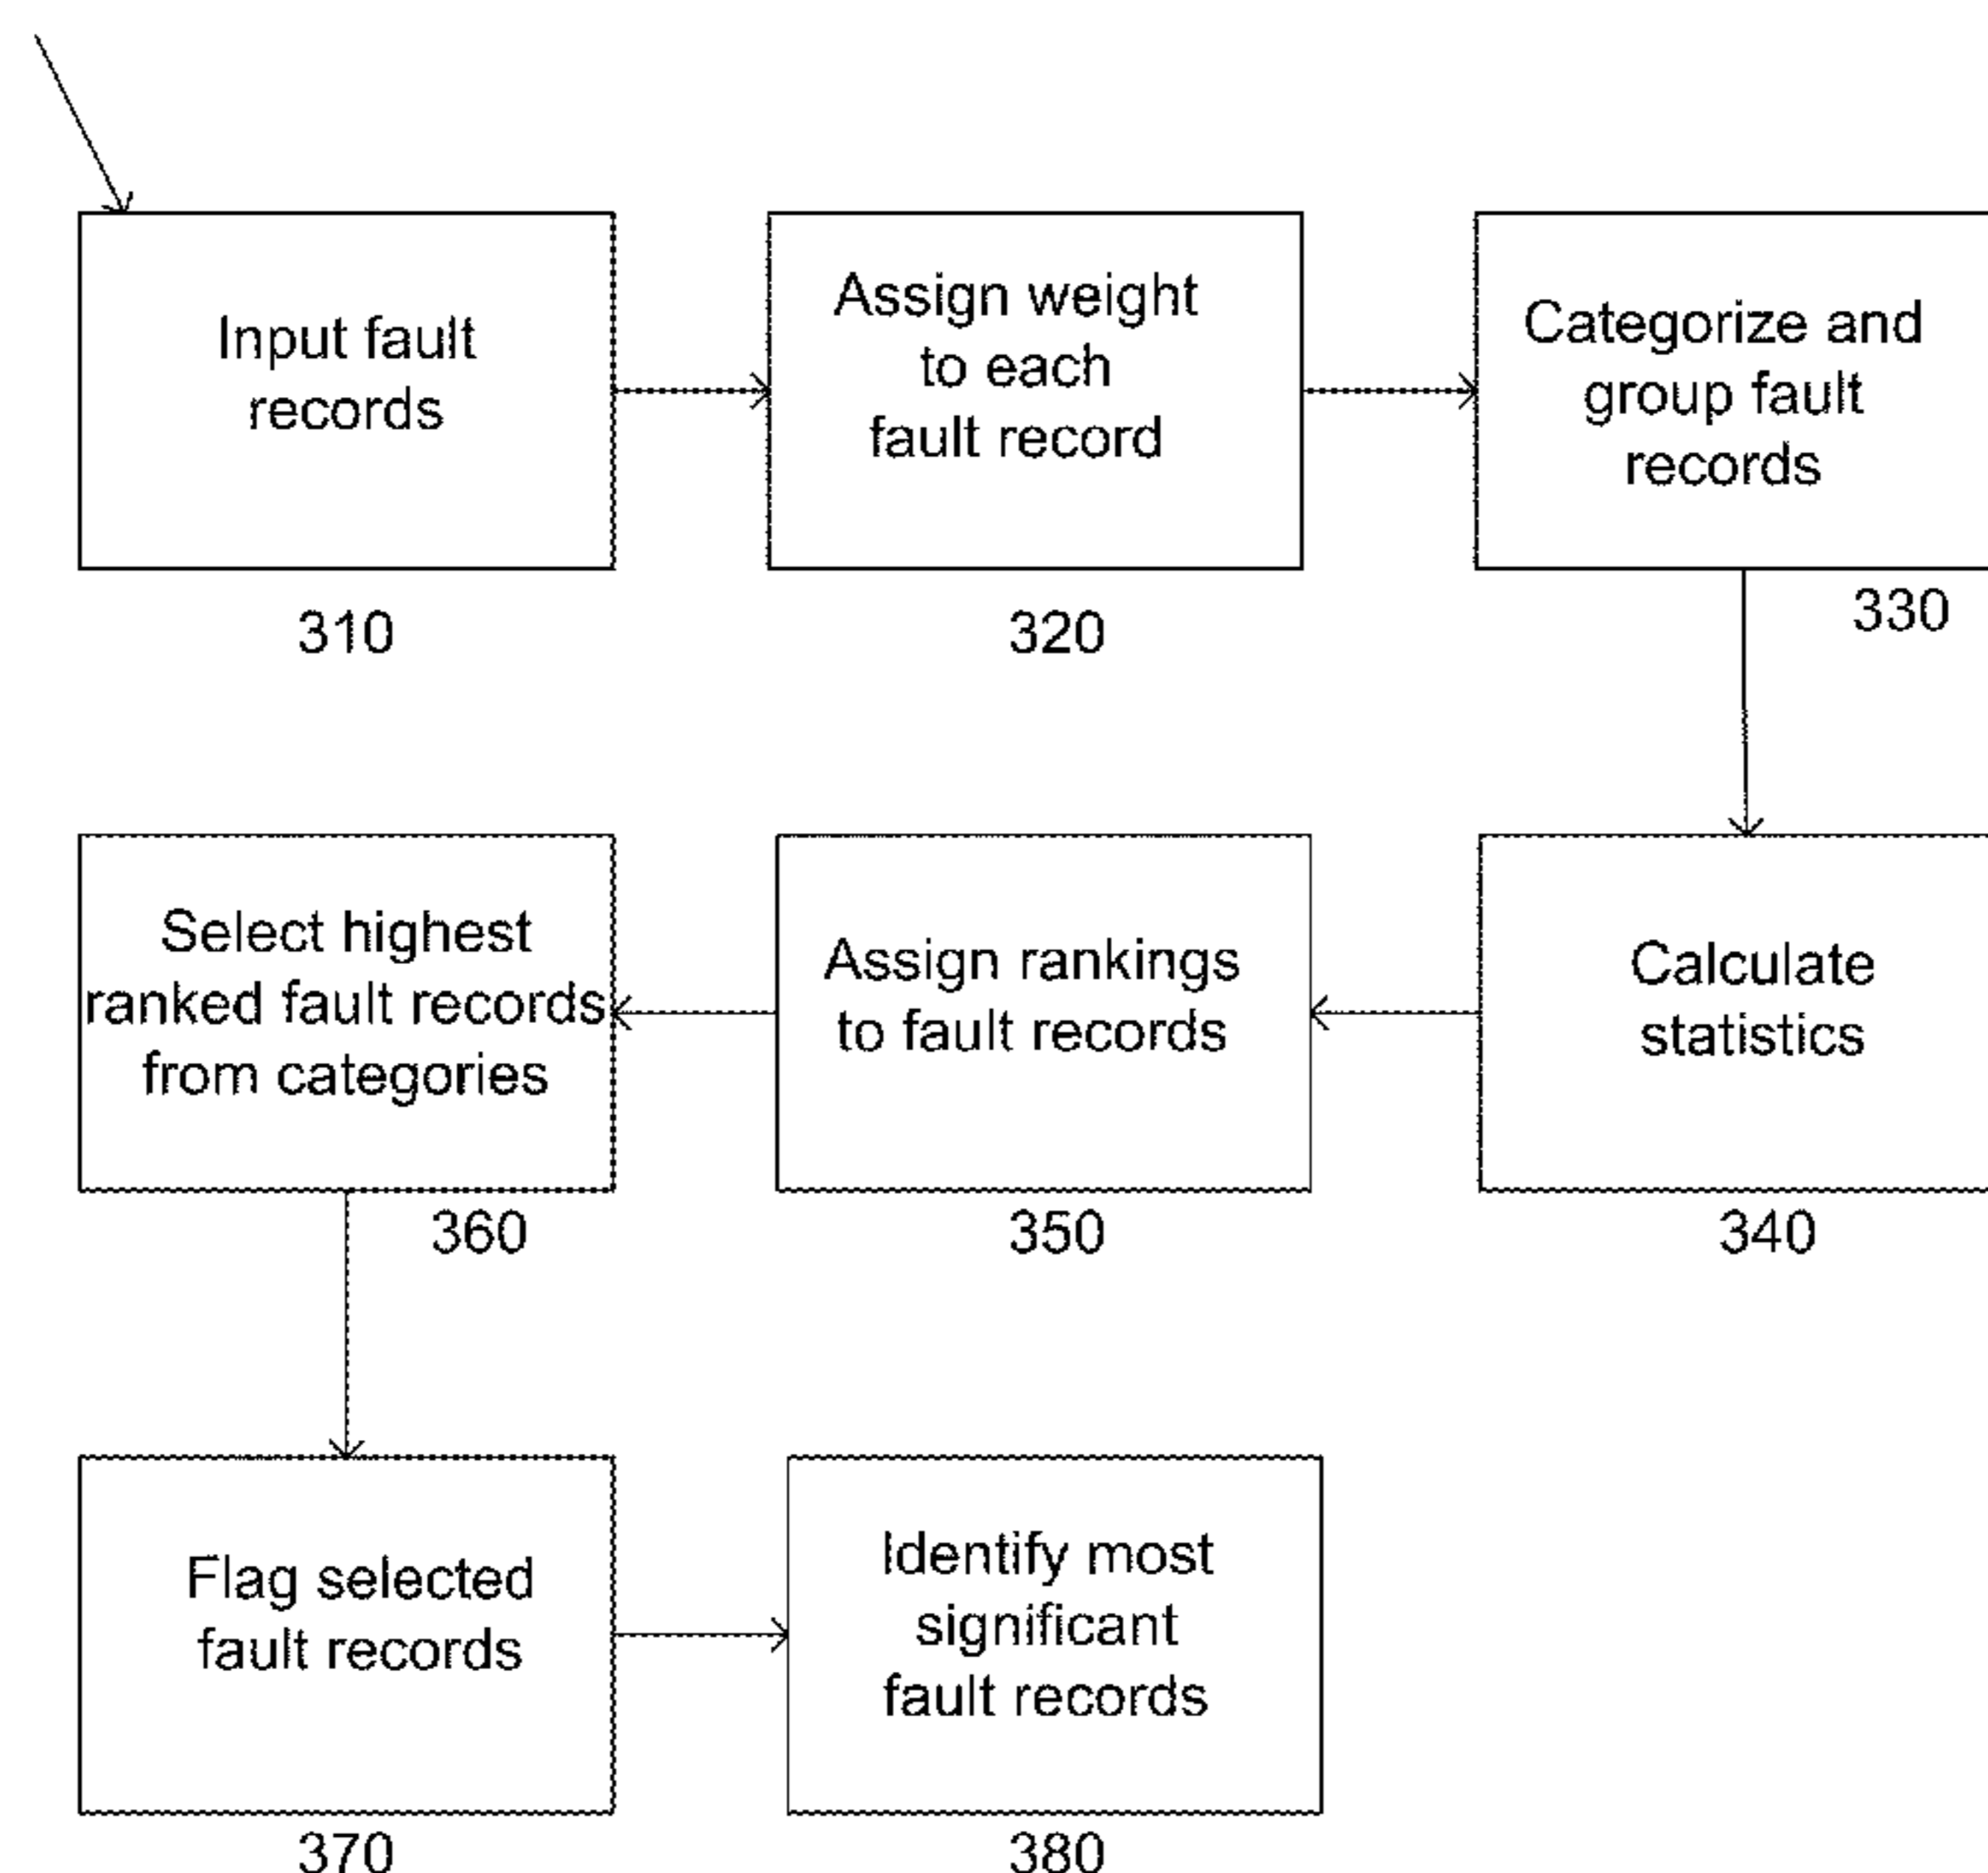 Input fault
records
310
Assign weight
to each
fault record
320
Categorize and
group fault
records
330
Calculate
statistics
340
Assign rankings
to fault records
350
Select highest
ranked fault records
from categories
360
Flag selected
fault records
370
Identify most
significant
fault records
380